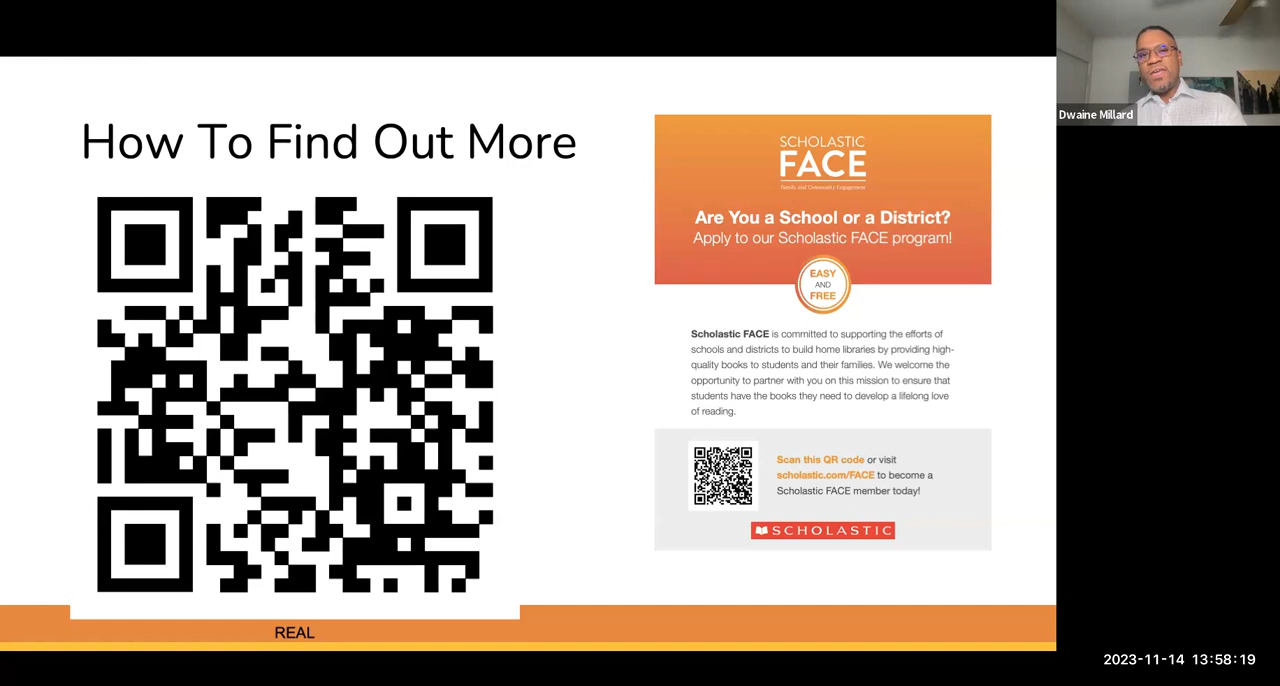 How To Find Out More
REAL
SCHOLASTIC
FACE
Family and Community Engagement
Are You a School or a District?
Apply to our Scholastic FACE program!
EASY
AND
FREE
Scholastic FACE is committed to supporting the efforts of
schools and districts to build home libraries by providing high-
quality books to students and their families. We welcome the
opportunity to partner with you on this mission to ensure that
students have the books they need to develop a lifelong love
of reading.
Scan this QR code or visit
scholastic.com/FACE to become a
Scholastic FACE member today!
SCHOLASTIC
Dwaine Millard
2023-11-14 13:58:19